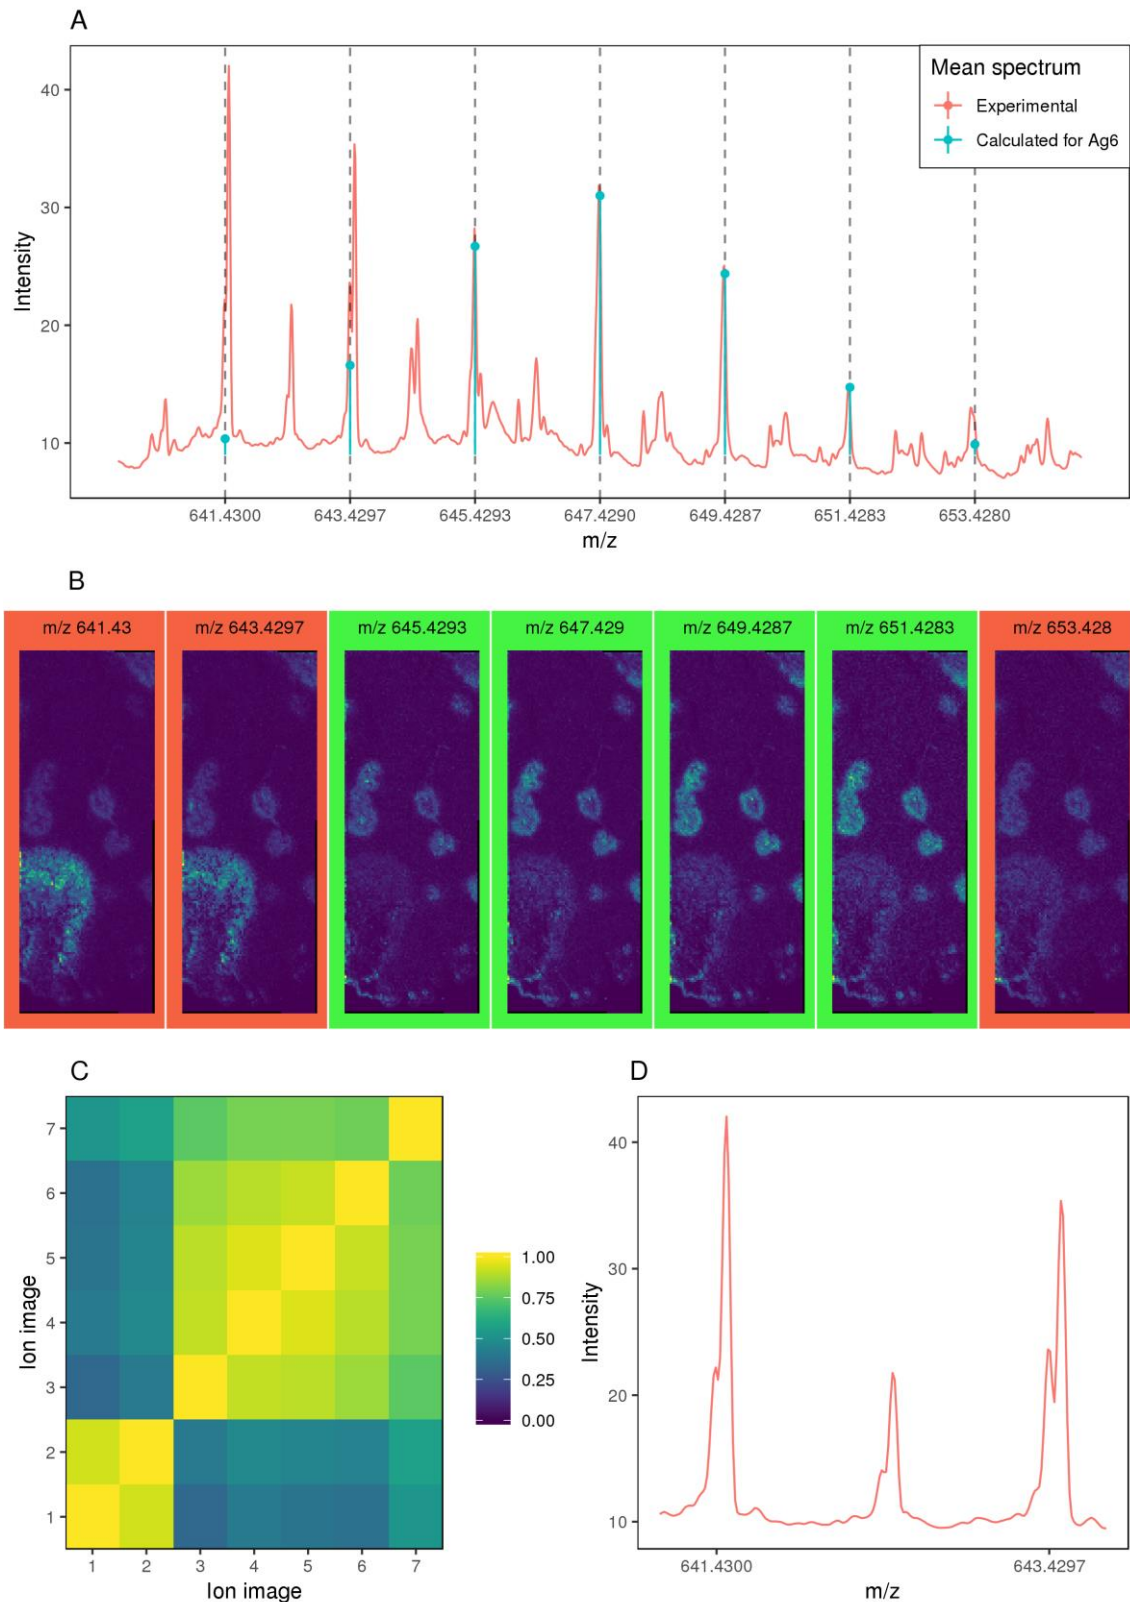 A
Mean spectrum
Experimental
Calculated for Ag6
Intensity
40
30
20
10
641.4300 643.4297 645.4293 647.4290 649.4287 651.4283 653.4280
m/z
B
m/z 641.43 m/z 643.4297 m/z 645.4293 m/z 647.429 m/z 649.4287 m/z 651.4283 m/z 653.428
C
Ion image
7
6
5
4
3
2
1
1 2 3 4 5 6 7
Ion image
1.00
0.75
0.50
0.25
0.00
D
Intensity
40
30
20
10
641.4300 643.4297
m/z